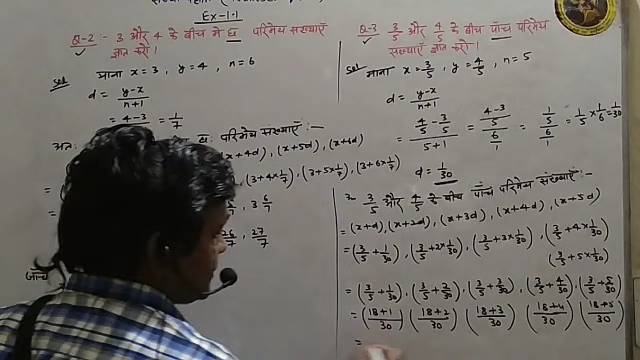 Ex-1.1
Q-2:- 3 और 4 के बीच में छः परिमेय संख्याएँ
ज्ञात करो।
Sol माना x=3, y=4, n=6
d = y-x/n+1
= 4-3/7 = 1/7
अतः परिमेय संख्याएँ:-
(x+4d), (x+5d), (x+6d)
(3+4×1/7), (3+5×1/7), (3+6×1/7)
3 6/7
26/7, 27/7
जाँच
Q-3 3/5 और 4/5 के बीच पाँच परिमेय
संख्याएँ ज्ञात करो।
Sol माना x=3/5, y=4/5, n=5
d = y-x/n+1
= 4/5-3/5/5+1 = 4-3/5/6/1 = 1/5/6/1 = 1/5×1/6=1/30
d = 1/30
3/5 और 4/5 के बीच पाँच परिमेय संख्याएँ:-
=(x+d), (x+2d), (x+3d), (x+4d), (x+5d)
=(3/5+1/30), (3/5+2×1/30), (3/5+3×1/30), (3/5+4×1/30)
(3/5+5×1/30)
=(3/5+1/30), (3/5+2/30), (3/5+3/30), (3/5+4/30), (3/5+5/30)
=(18+1/30) (18+2/30) (18+3/30) (18+4/30) (18+5/30)
=